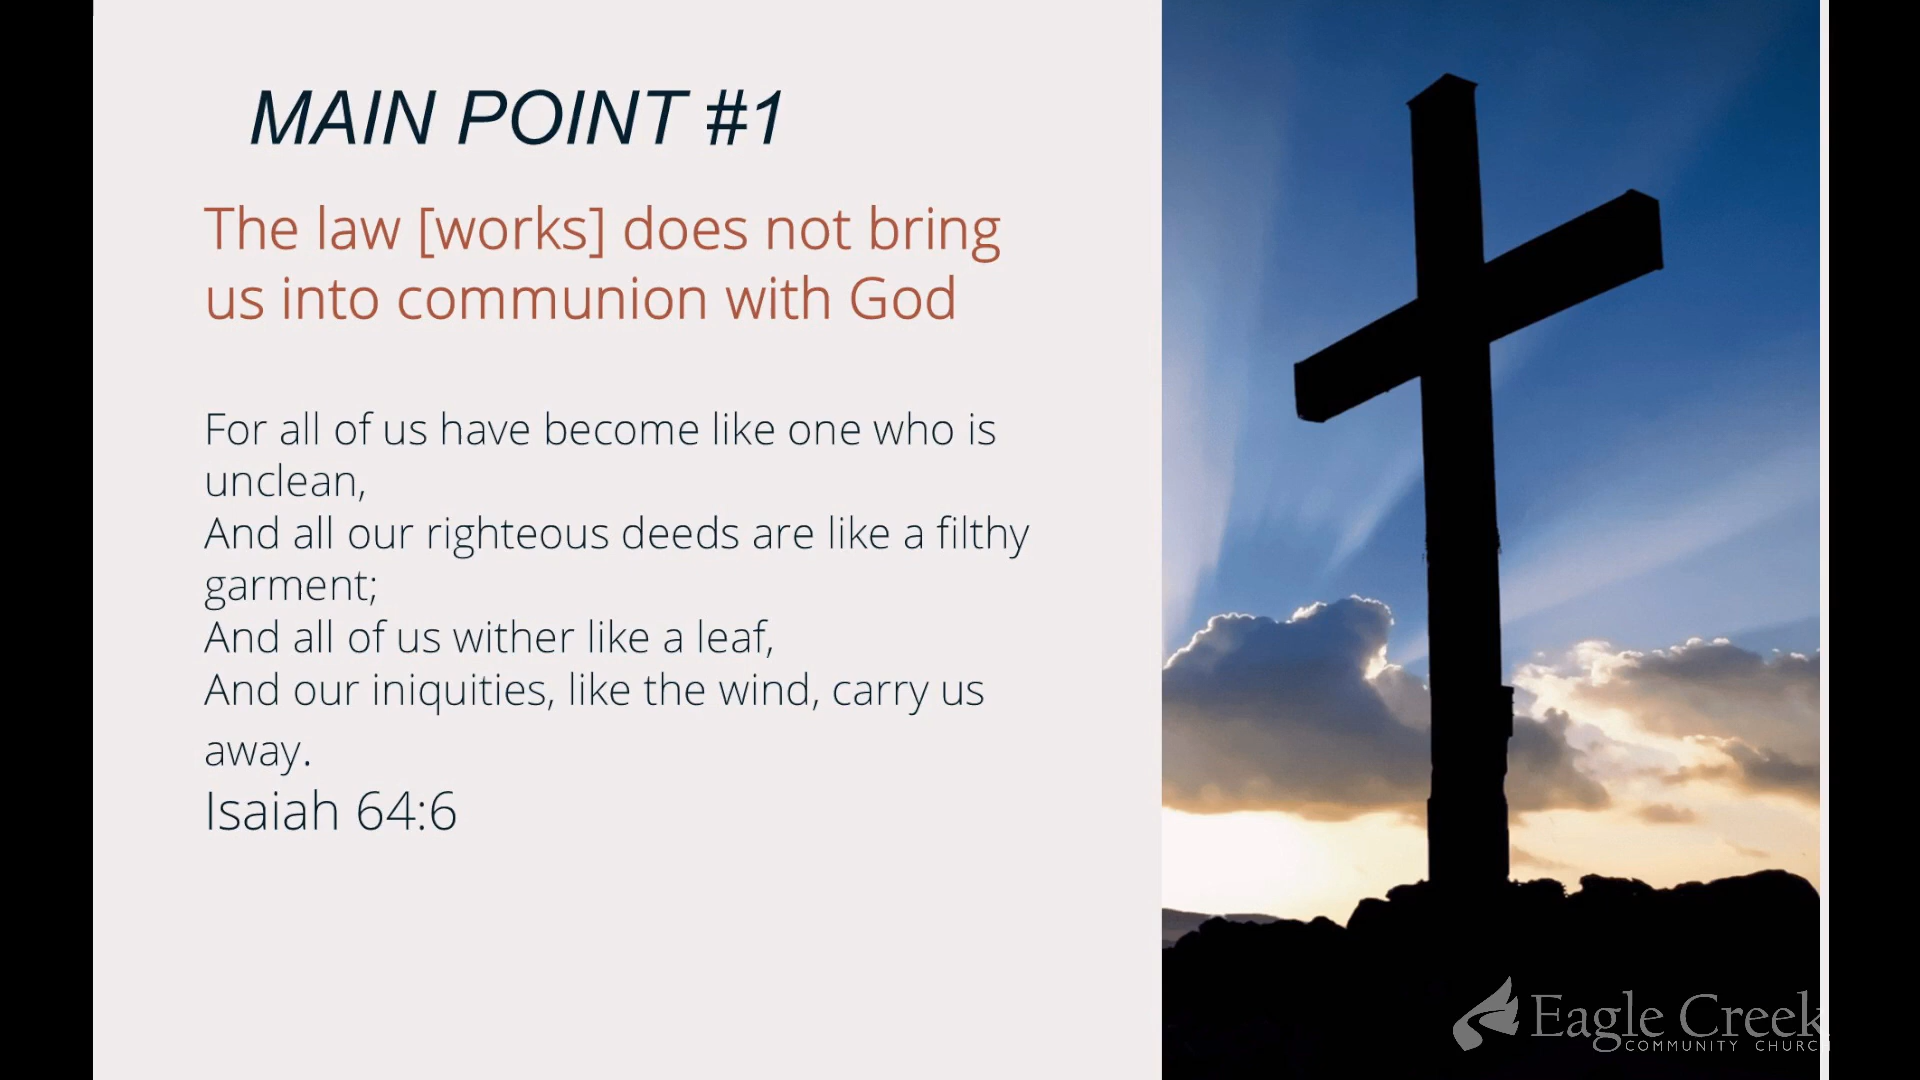 MAIN POINT #1
The law [works] does not bring
us into communion with God
For all of us have become like one who is
unclean,
And all our righteous deeds are like a filthy
garment;
And all of us wither like a leaf,
And our iniquities, like the wind, carry us
away.
Isaiah 64:6
Eagle Creek
COMMUNITY CHURCH